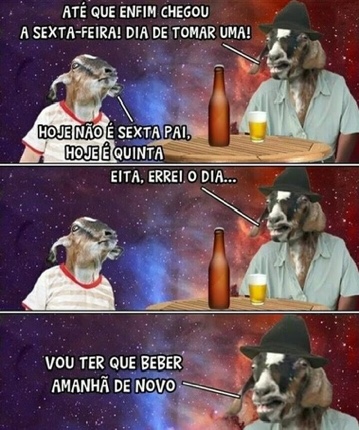 ATÉ QUE ENFIM CHEGOU
A SEXTA-FEIRA! DIA DE TOMAR UMA!
HOJE NÃO É SEXTA PAI,
HOJE É QUINTA
EITA, ERREI O DIA...
VOU TER QUE BEBER
AMANHÃ DE NOVO